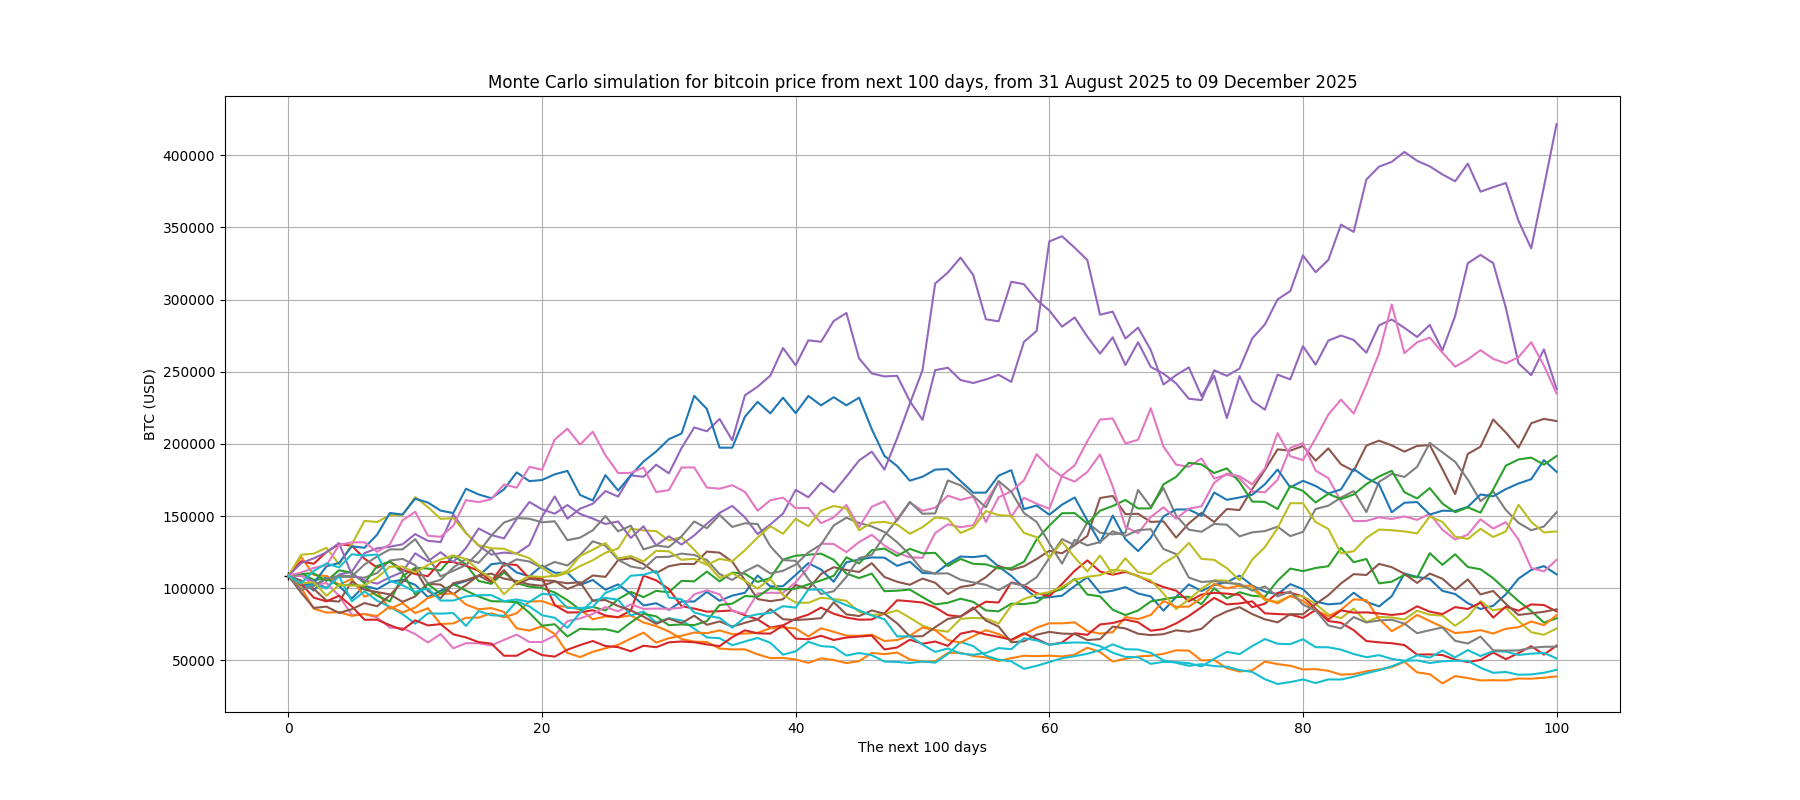 Monte Carlo simulation for bitcoin price from next 100 days, from 31 August 2025 to 09 December 2025
400000
350000
300000
250000
200000
150000
100000
50000
BTC (USD)
0 20 40 60 80 100
The next 100 days